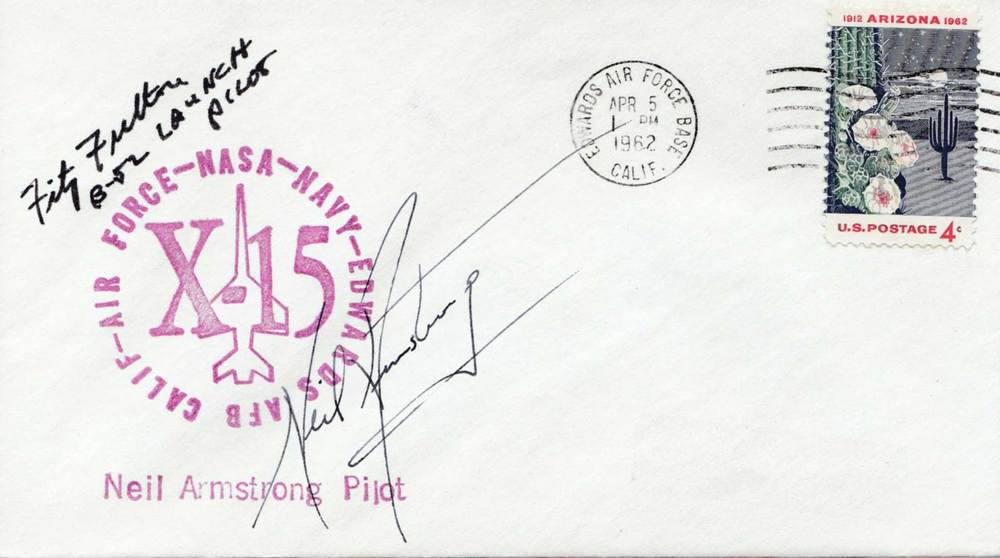 Fitz Fulton
B-52 LAUNCH
PILOT
AIR FORCE-NASA-NAVY-EDWARDS AFB CALIF-
X-15
Neil Armstrong
Neil Armstrong Pilot
EDWARDS AIR FORCE BASE
APR 5
1 PM
1962
CALIF.
1912 ARIZONA 1962
U.S. POSTAGE 4c